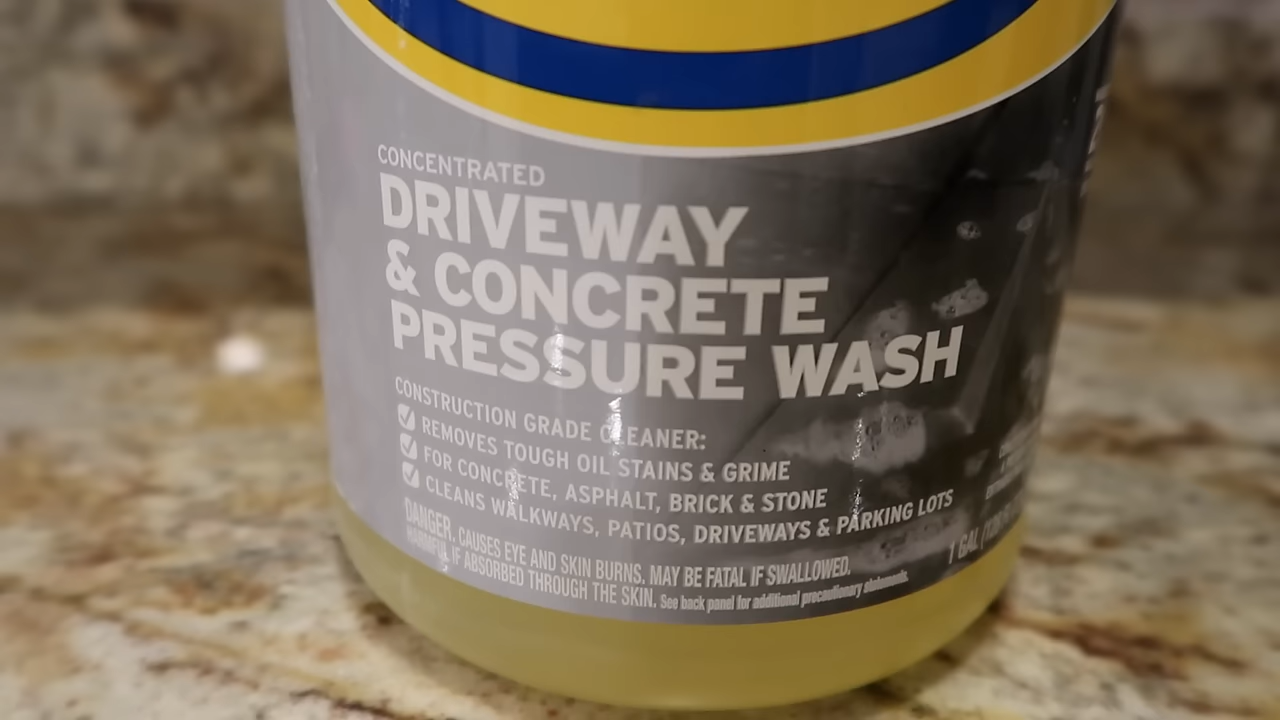 CONCENTRATED
DRIVEWAY
& CONCRETE
PRESSURE WASH
CONSTRUCTION GRADE CLEANER:
REMOVES TOUGH OIL STAINS & GRIME
FOR CONCRETE, ASPHALT, BRICK & STONE
CLEANS WALKWAYS, PATIOS, DRIVEWAYS & PARKING LOTS
DANGER. CAUSES EYE AND SKIN BURNS. MAY BE FATAL IF SWALLOWED.
HARMFUL IF ABSORBED THROUGH THE SKIN. See back panel for additional precautionary statements.
1 GAL